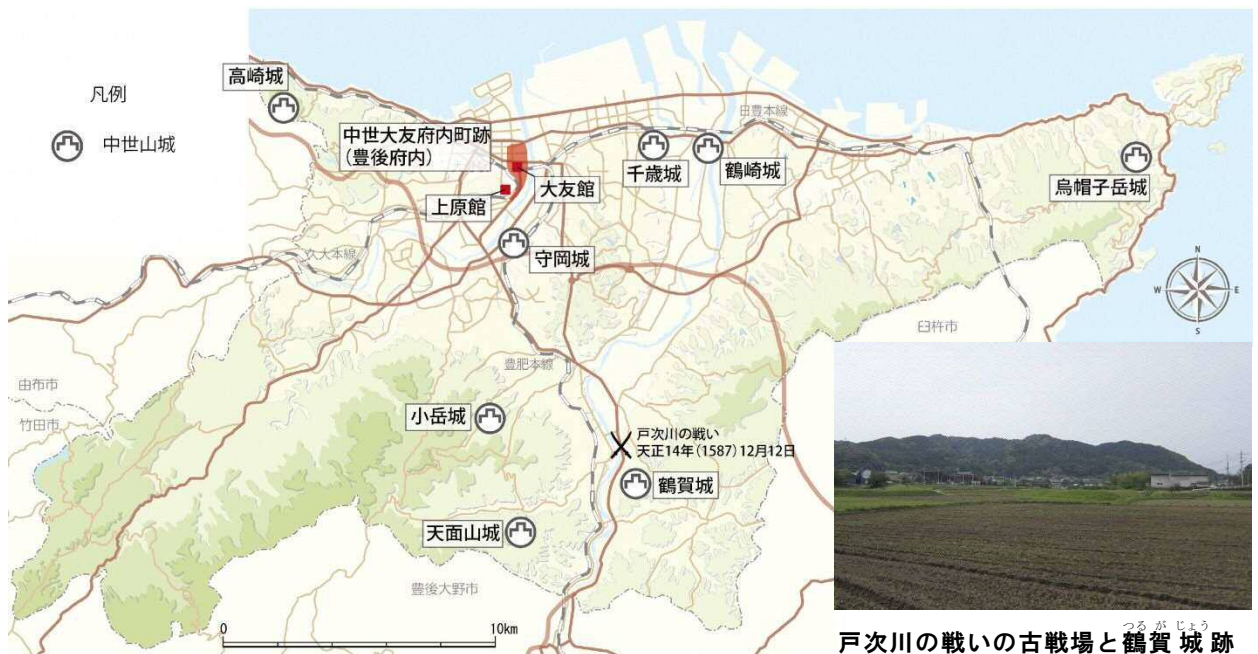 凡例
中世山城
高崎城
中世大友府内町跡
(豊後府内)
大友館
上原館
千歳城
鶴崎城
日豊本線
烏帽子岳城
守岡城
久大本線
N
W E
S
臼杵市
豊肥本線
由布市
竹田市
小岳城
戸次川の戦い
天正14年(1587)12月12日
鶴賀城
天面山城
豊後大野市
0 10km
つるがじょう
戸次川の戦いの古戦場と鶴賀城跡